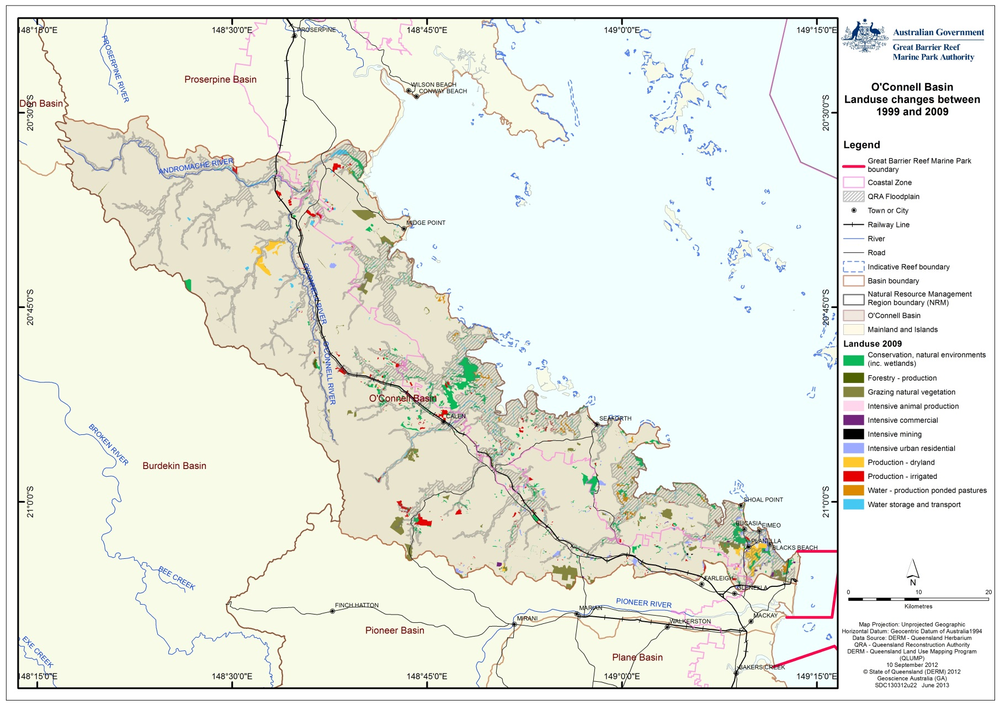 148°15'0"E
148°30'0"E
148°45'0"E
149°0'0"E
149°15'0"E
PROSERPINE
PROSERPINE RIVER
Proserpine Basin
WILSON BEACH
CONWAY BEACH
Don Basin
20°30'0"S
20°30'0"S
ANDROMACHE RIVER
MIDGE POINT
O'CONNELL RIVER
20°45'0"S
20°45'0"S
O'CONNELL RIVER
O'Connell Basin
CALEN
SEAFORTH
BROKEN RIVER
Burdekin Basin
21°0'0"S
21°0'0"S
SHOAL POINT
BUCASIA
EIMEO
PLANELLA
BLACKS BEACH
BEE CREEK
FARLEIGH
GLENELLA
FINCH HATTON
PIONEER RIVER
MARIAN
MIRANI
MACKAY
WALKERSTON
Pioneer Basin
EXE CREEK
Plane Basin
BAKERS CREEK
148°15'0"E
148°30'0"E
148°45'0"E
149°0'0"E
149°15'0"E
Australian Government
Great Barrier Reef
Marine Park Authority
O'Connell Basin
Landuse changes between
1999 and 2009
Legend
Great Barrier Reef Marine Park
boundary
Coastal Zone
QRA Floodplain
Town or City
Railway Line
River
Road
Indicative Reef boundary
Basin boundary
Natural Resource Management
Region boundary (NRM)
O'Connell Basin
Mainland and Islands
Landuse 2009
Conservation, natural environments
(inc. wetlands)
Forestry - production
Grazing natural vegetation
Intensive animal production
Intensive commercial
Intensive mining
Intensive urban residential
Production - dryland
Production - irrigated
Water - production ponded pastures
Water storage and transport
N
0 10 20
Kilometres
Map Projection: Unprojected Geographic
Horizontal Datum: Geocentric Datum of Australia1994
Data Source: DERM - Queensland Herbarium
QRA - Queensland Reconstruction Authority
DERM - Queensland Land Use Mapping Program
(QLUMP)
10 September 2012
© State of Queensland (DERM) 2012
Geoscience Australia (GA)
SDC130312u22 June 2013